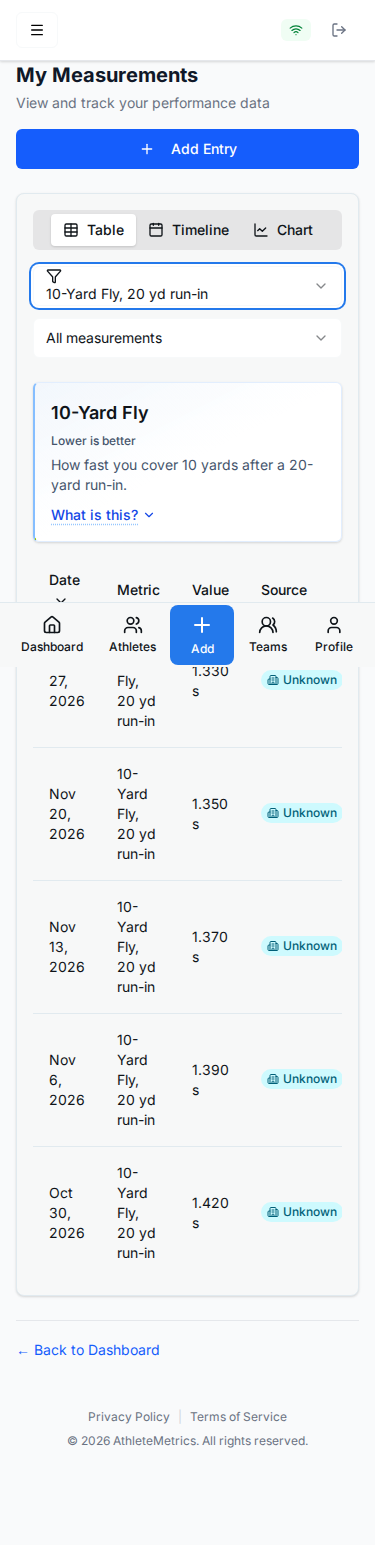 My Measurements
View and track your performance data
Add Entry
Table Timeline Chart
10-Yard Fly, 20 yd run-in
All measurements
10-Yard Fly
Lower is better
How fast you cover 10 yards after a 20-
yard run-in.
What is this?
Date Metric Value Source
Dashboard Athletes Add Teams Profile
27,
2026
Fly,
20 yd
run-in
1.330
s
Unknown
Nov
20,
2026
10-
Yard
Fly,
20 yd
run-in
1.350
s
Unknown
Nov
13,
2026
10-
Yard
Fly,
20 yd
run-in
1.370
s
Unknown
Nov
6,
2026
10-
Yard
Fly,
20 yd
run-in
1.390
s
Unknown
Oct
30,
2026
10-
Yard
Fly,
20 yd
run-in
1.420
s
Unknown
← Back to Dashboard
Privacy Policy | Terms of Service
© 2026 AthleteMetrics. All rights reserved.